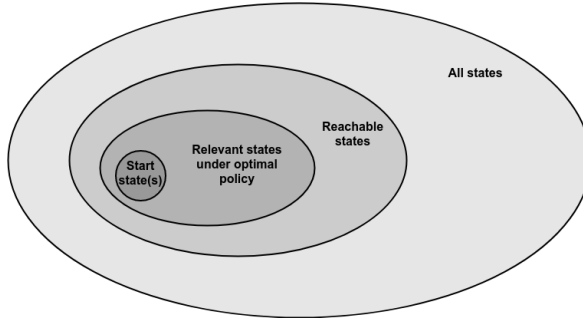 All states
Reachable
states
Relevant states
under optimal
policy
Start
state(s)